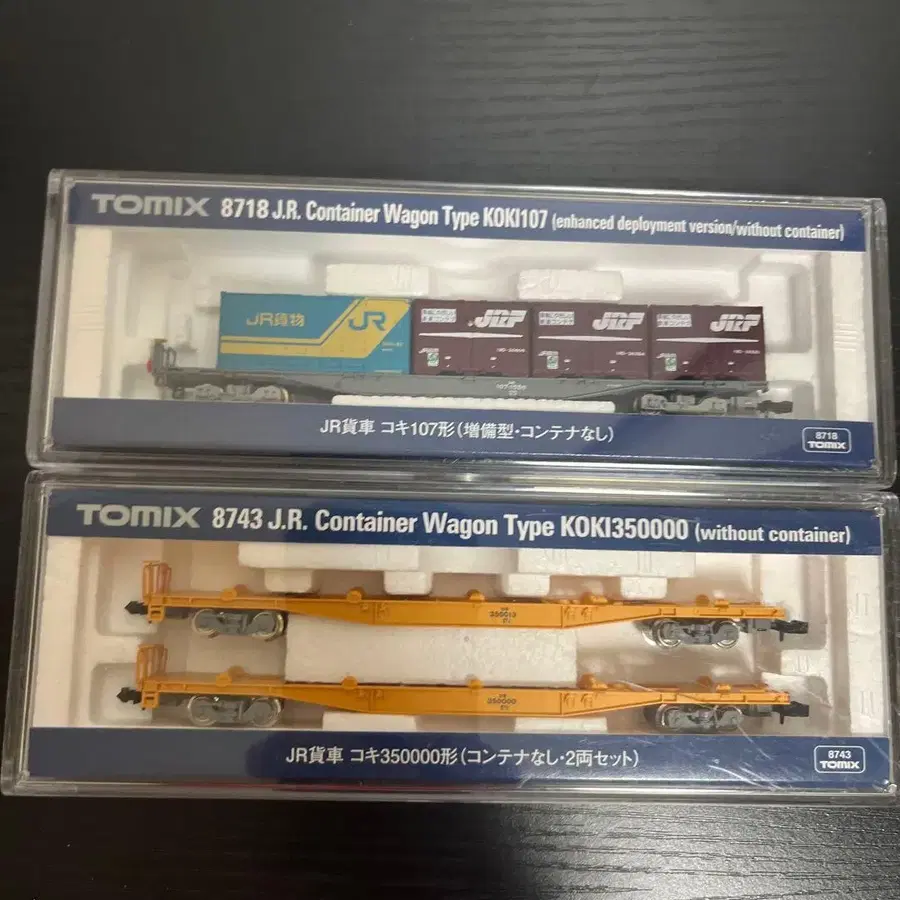 TOMIX 8718 J.R. Container Wagon Type KOKI107 (enhanced deployment version/without container)
JR貨物 JR
JRF JRF JRF
JR貨車 コキ107形(増備型・コンテナなし)
8718
TOMIX
TOMIX 8743 J.R. Container Wagon Type KOKI350000 (without container)
350013
350000
JR貨車 コキ350000形(コンテナなし・2両セット)
8743
TOMIX